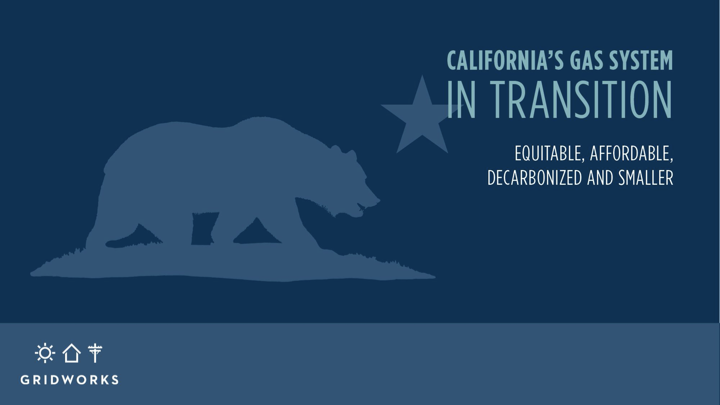 CALIFORNIA'S GAS SYSTEM
IN TRANSITION
EQUITABLE, AFFORDABLE,
DECARBONIZED AND SMALLER
GRIDWORKS